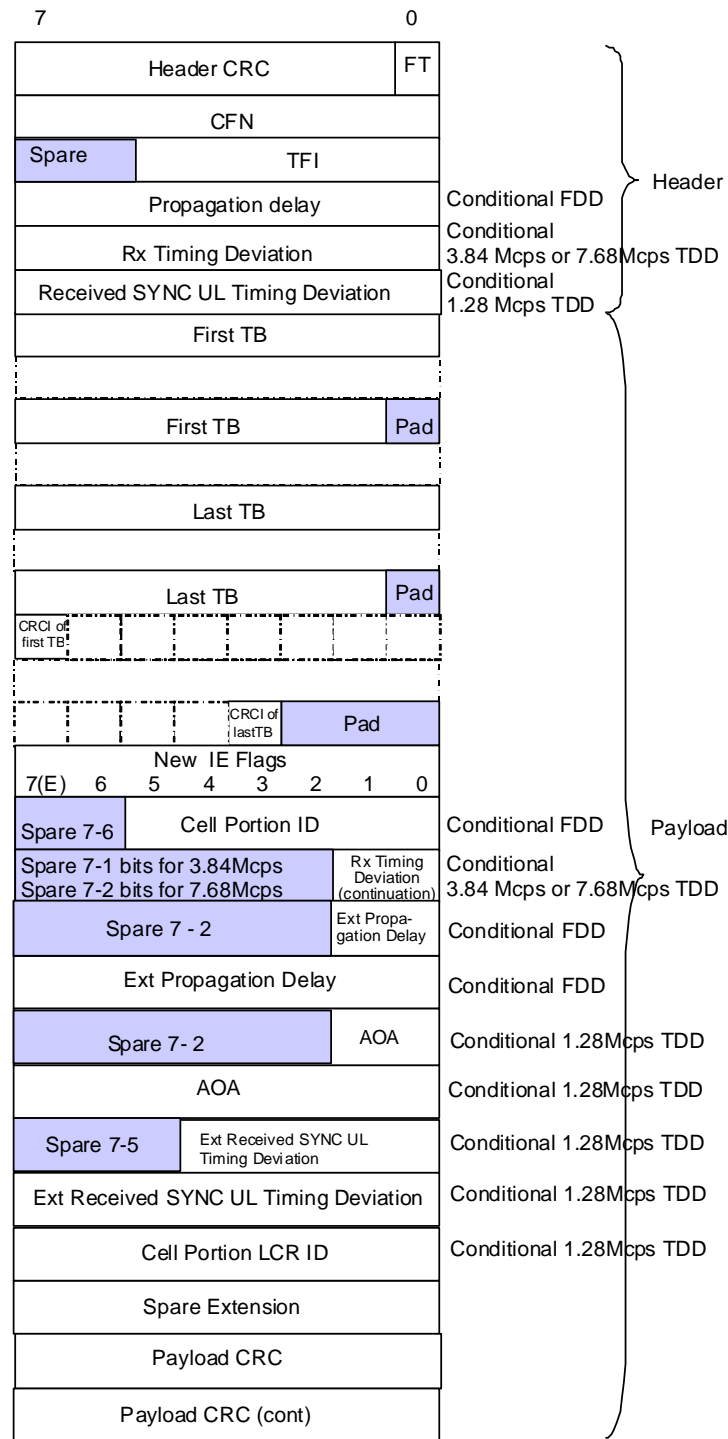 7 0
Header CRC FT
CFN
Spare TFI
Header
Propagation delay Conditional FDD
Rx Timing Deviation Conditional
3.84 Mcps or 7.68Mcps TDD
Received SYNC UL Timing Deviation Conditional
1.28 Mcps TDD
First TB
First TB Pad
Last TB
Last TB Pad
CRCI of
first TB
CRCI of
lastTB
Pad
New IE Flags
7(E) 6 5 4 3 2 1 0
Spare 7-6 Cell Portion ID Conditional FDD
Payload
Spare 7-1 bits for 3.84Mcps
Spare 7-2 bits for 7.68Mcps
Rx Timing
Deviation
(continuation)
Conditional
3.84 Mcps or 7.68Mcps TDD
Spare 7 - 2
Ext Propa-
gation Delay
Conditional FDD
Ext Propagation Delay Conditional FDD
Spare 7- 2 AOA Conditional 1.28Mcps TDD
AOA Conditional 1.28Mcps TDD
Spare 7-5
Ext Received SYNC UL
Timing Deviation
Conditional 1.28Mcps TDD
Ext Received SYNC UL Timing Deviation Conditional 1.28Mcps TDD
Cell Portion LCR ID Conditional 1.28Mcps TDD
Spare Extension
Payload CRC
Payload CRC (cont)